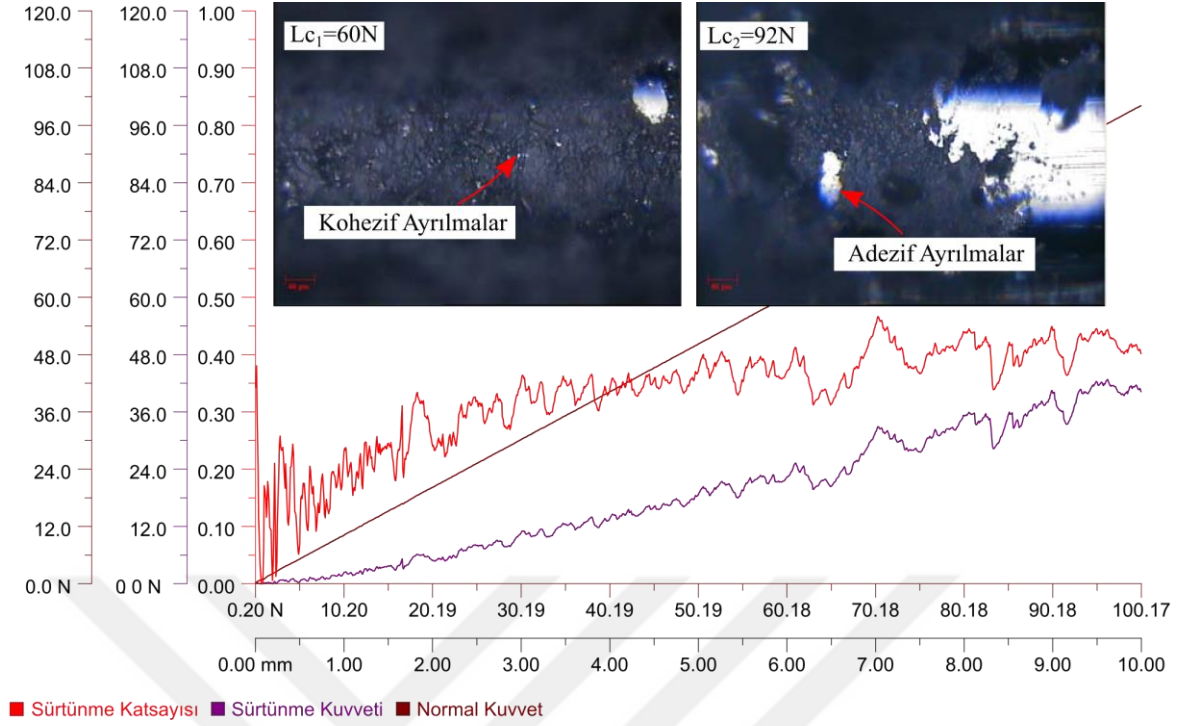 Lc₁=60N
Kohezif Ayrılmalar
40 µm
Lc₂=92N
Adezif Ayrılmalar
40 µm
120.0 120.0 1.00
108.0 108.0 0.90
96.0 96.0 0.80
84.0 84.0 0.70
72.0 72.0 0.60
60.0 60.0 0.50
48.0 48.0 0.40
36.0 36.0 0.30
24.0 24.0 0.20
12.0 12.0 0.10
0.0 N 0 0 N 0.00
0.20 N 10.20 20.19 30.19 40.19 50.19 60.18 70.18 80.18 90.18 100.17
0.00 mm 1.00 2.00 3.00 4.00 5.00 6.00 7.00 8.00 9.00 10.00
Sürtünme Katsayısı Sürtünme Kuvveti Normal Kuvvet